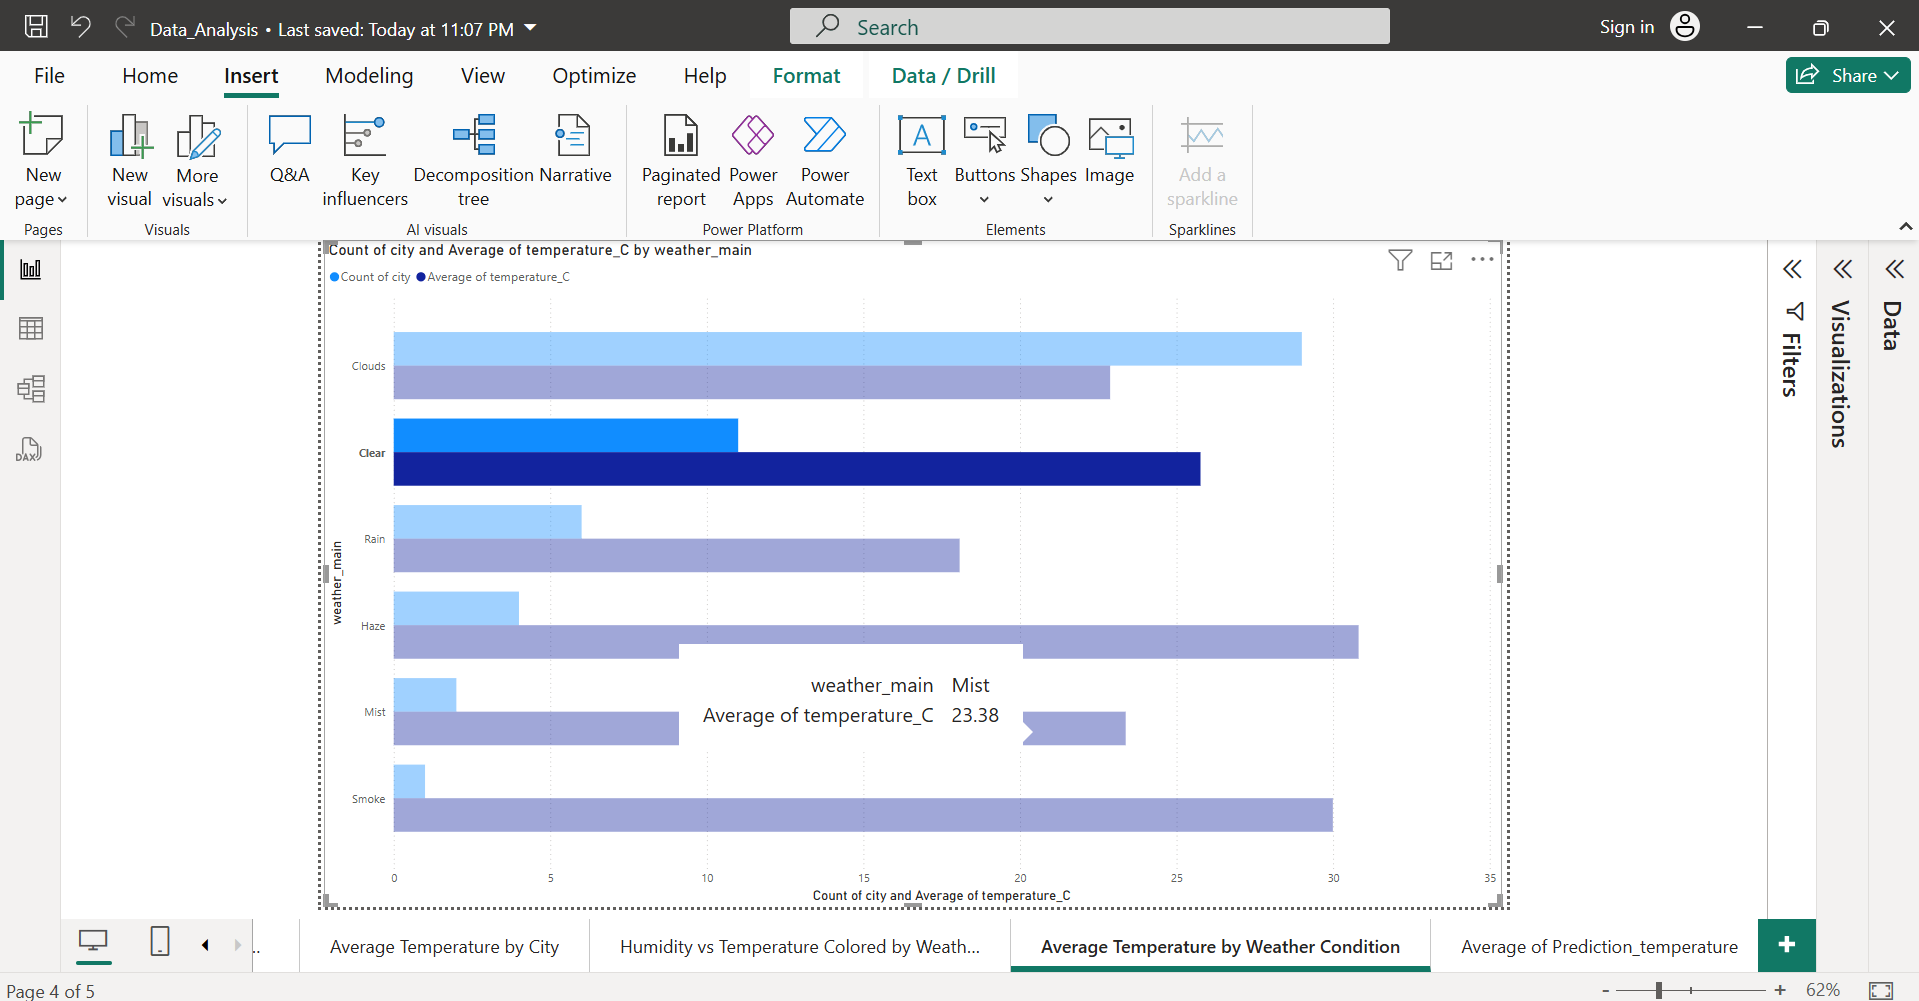 Data_Analysis • Last saved: Today at 11:07 PM
Search
Sign in
File
Home
Insert
Modeling
View
Optimize
Help
Format
Data / Drill
Share
New page
New visual
More visuals
Q&A
Key influencers
Decomposition tree
Narrative
Paginated report
Power Apps
Power Automate
A
Text box
Buttons
Shapes
Image
Add a sparkline
Pages
Visuals
AI visuals
Power Platform
Elements
Sparklines
DAX
Count of city and Average of temperature_C by weather_main
Count of city
Average of temperature_C
weather_main
Clouds
Clear
Rain
Haze
Mist
Smoke
weather_main Mist
Average of temperature_C 23.38
0 5 10 15 20 25 30 35
Count of city and Average of temperature_C
Filters
Visualizations
Data
..
Average Temperature by City
Humidity vs Temperature Colored by Weath...
Average Temperature by Weather Condition
Average of Prediction_temperature
+
Page 4 of 5
- + 62%